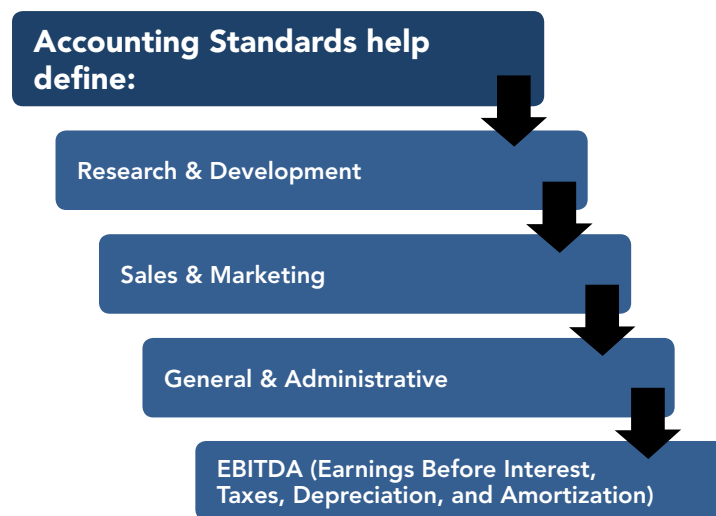 Accounting Standards help
define:
Research & Development
Sales & Marketing
General & Administrative
EBITDA (Earnings Before Interest,
Taxes, Depreciation, and Amortization)